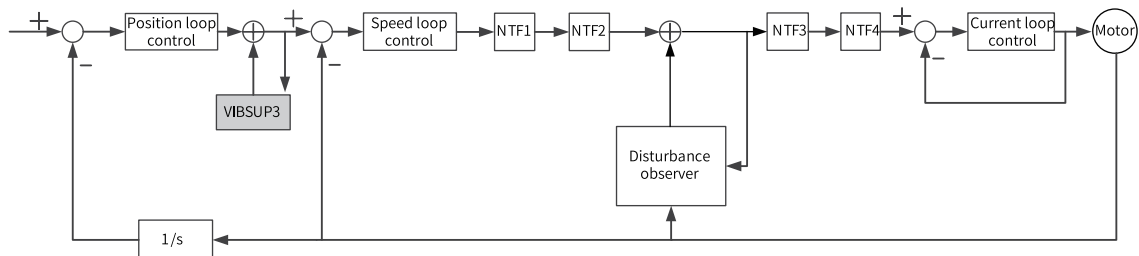 +
−
Position loop
control
VIBSUP3
+
−
Speed loop
control
NTF1
NTF2
Disturbance
observer
NTF3
NTF4
+
−
Current loop
control
Motor
1/s